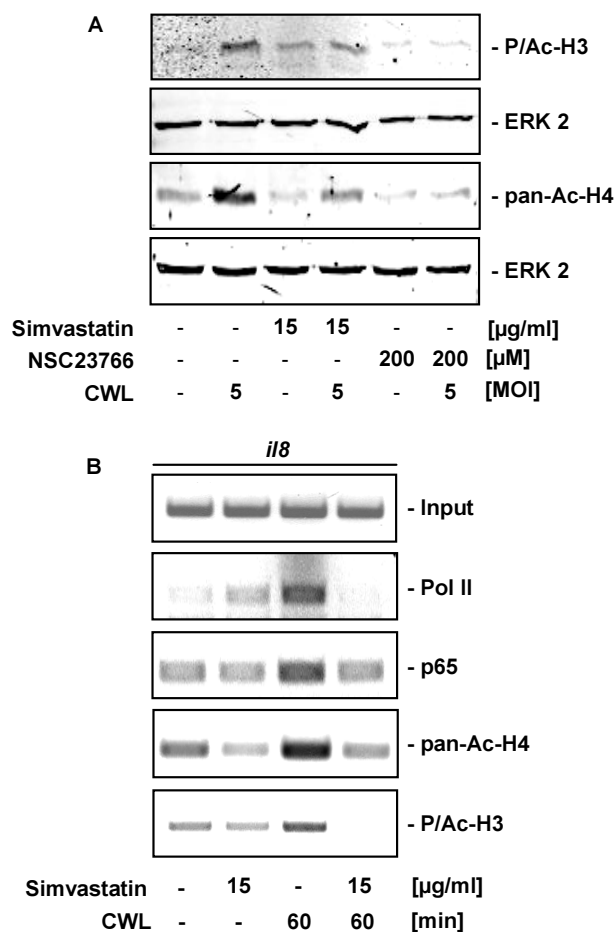 A
- P/Ac-H3
- ERK 2
- pan-Ac-H4
- ERK 2
Simvastatin - - 15 15 - - [µg/ml]
NSC23766 - - - - 200 200 [µM]
CWL - 5 - 5 - 5 [MOI]
B
il8
- Input
- Pol II
- p65
- pan-Ac-H4
- P/Ac-H3
Simvastatin - 15 - 15 [µg/ml]
CWL - - 60 60 [min]